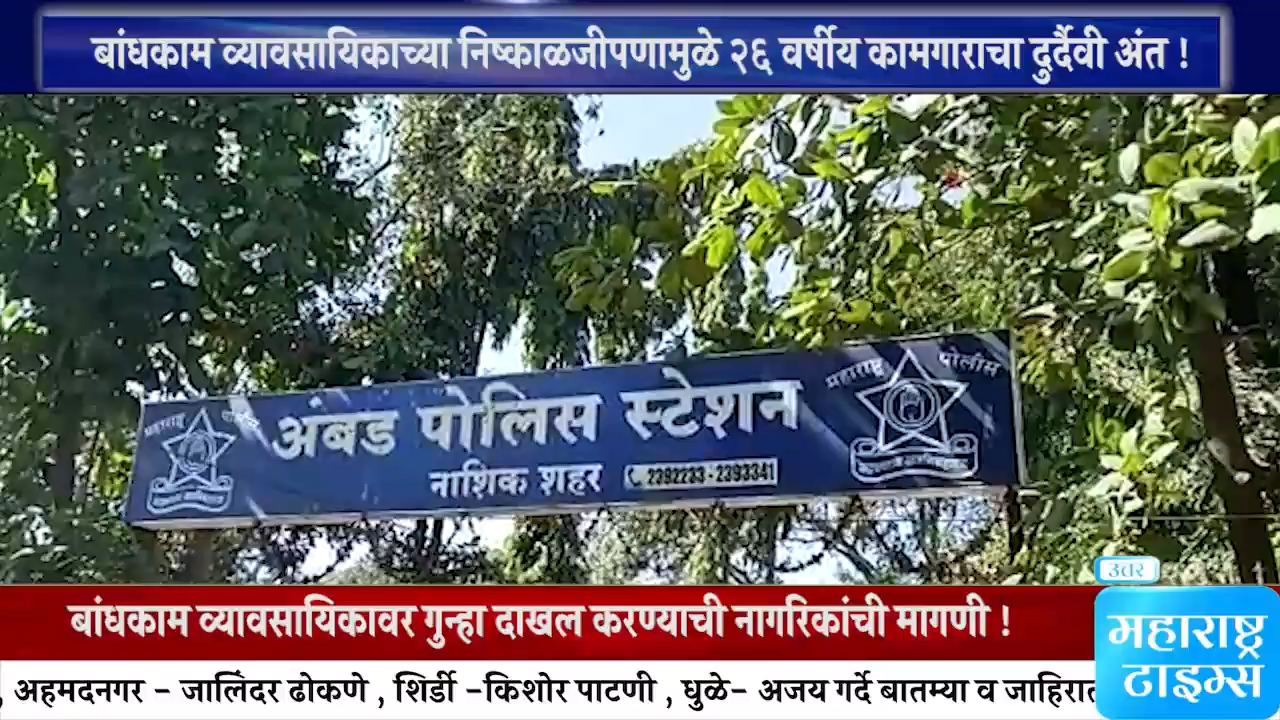 बांधकाम व्यावसायिकाच्या निष्काळजीपणामुळे २६ वर्षीय कामगाराचा दुर्दैवी अंत !
महाराष्ट्र पोलीस
अंबड पोलिस स्टेशन
नाशिक शहर 2392233-2393341
महाराष्ट्र पोलीस
उत्तर
बांधकाम व्यावसायिकावर गुन्हा दाखल करण्याची नागरिकांची मागणी !
महाराष्ट्र
टाइम्स
, अहमदनगर - जालिंदर ढोकणे , शिर्डी -किशोर पाटणी , धुळे- अजय गर्दे बातम्या व जाहिरात